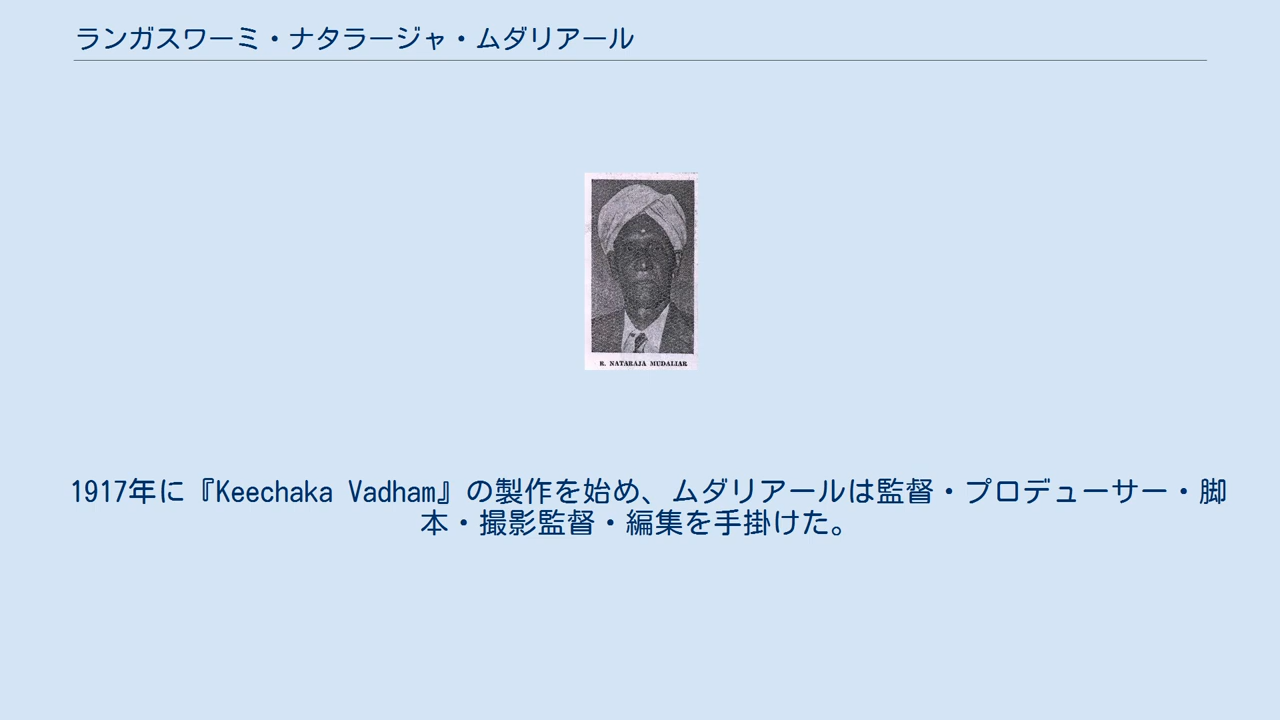 ランガスワーミ・ナタラージャ・ムダリアール
R. NATARAJA MUDALIAR
1917年に『Keechaka Vadham』の製作を始め、ムダリアールは監督・プロデューサー・脚
本・撮影監督・編集を手掛けた。